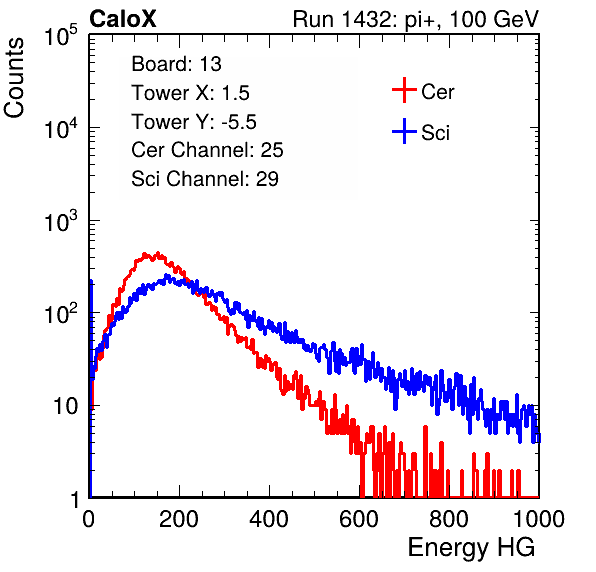 CaloX Run 1432: pi+, 100 GeV
Board: 13
Tower X: 1.5
Tower Y: -5.5
Cer Channel: 25
Sci Channel: 29
Cer
Sci
Counts
10^5
10^4
10^3
10^2
10
1
0 200 400 600 800 1000
Energy HG